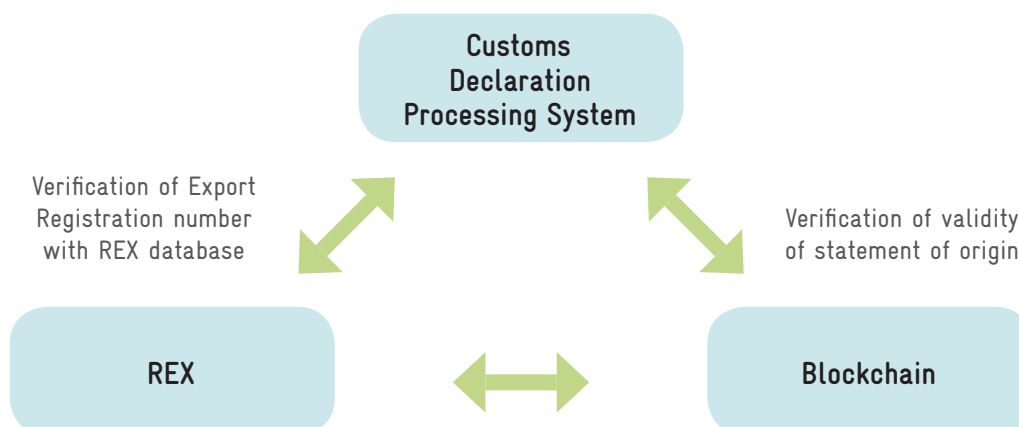 Customs
Declaration
Processing System
Verification of Export
Registration number
with REX database
Verification of validity
of statement of origin
REX
Blockchain